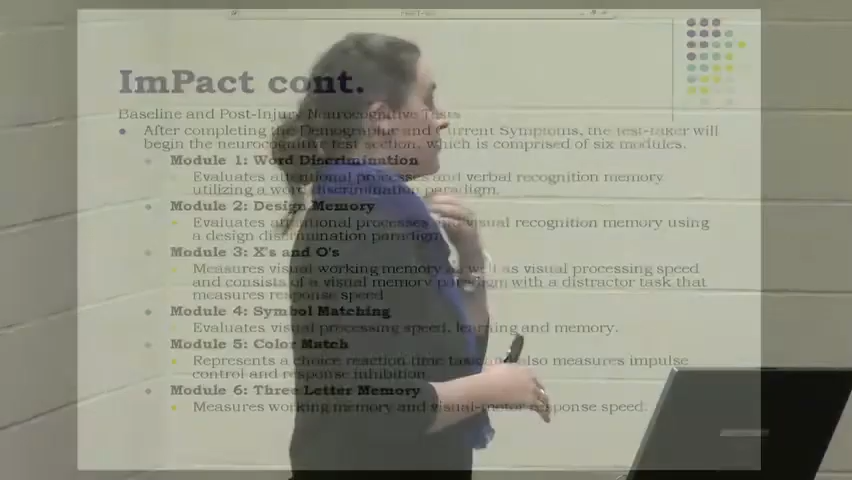 ImPact cont.
Baseline and Post-Injury Neurocognitive Tests
After completing the Demographic and Current Symptoms, the test-taker will
begin the neurocognitive test section, which is comprised of six modules.
Module 1: Word Discrimination
Evaluates attentional processes and verbal recognition memory
utilizing a word discrimination paradigm.
Module 2: Design Memory
Evaluates attentional processes and visual recognition memory using
a design discrimination paradigm.
Module 3: X's and O's
Measures visual working memory as well as visual processing speed
and consists of a visual memory paradigm with a distractor task that
measures response speed
Module 4: Symbol Matching
Evaluates visual processing speed, learning and memory.
Module 5: Color Match
Represents a choice reaction time task and also measures impulse
control and response inhibition.
Module 6: Three Letter Memory
Measures working memory and visual-motor response speed.